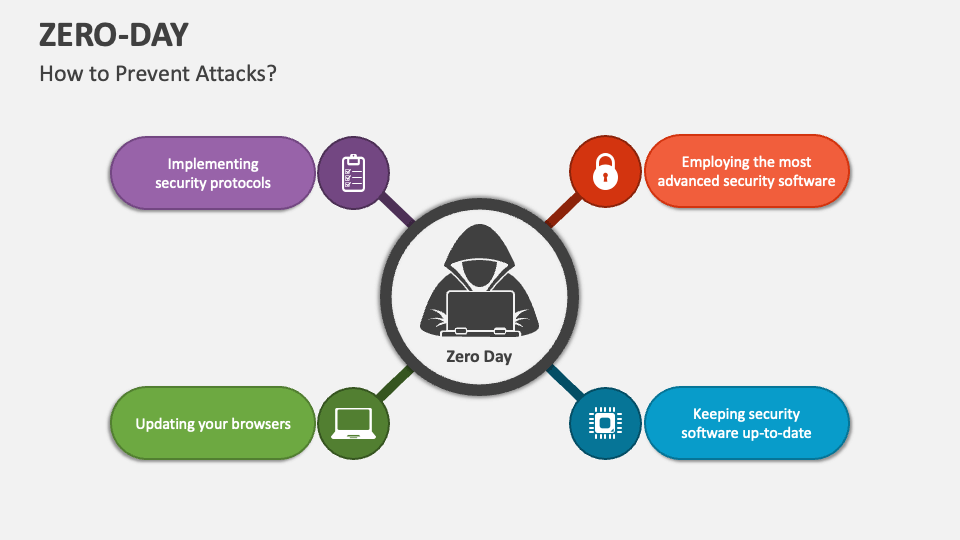 ZERO-DAY
How to Prevent Attacks?
Implementing
security protocols
Employing the most
advanced security software
Zero Day
Updating your browsers
Keeping security
software up-to-date